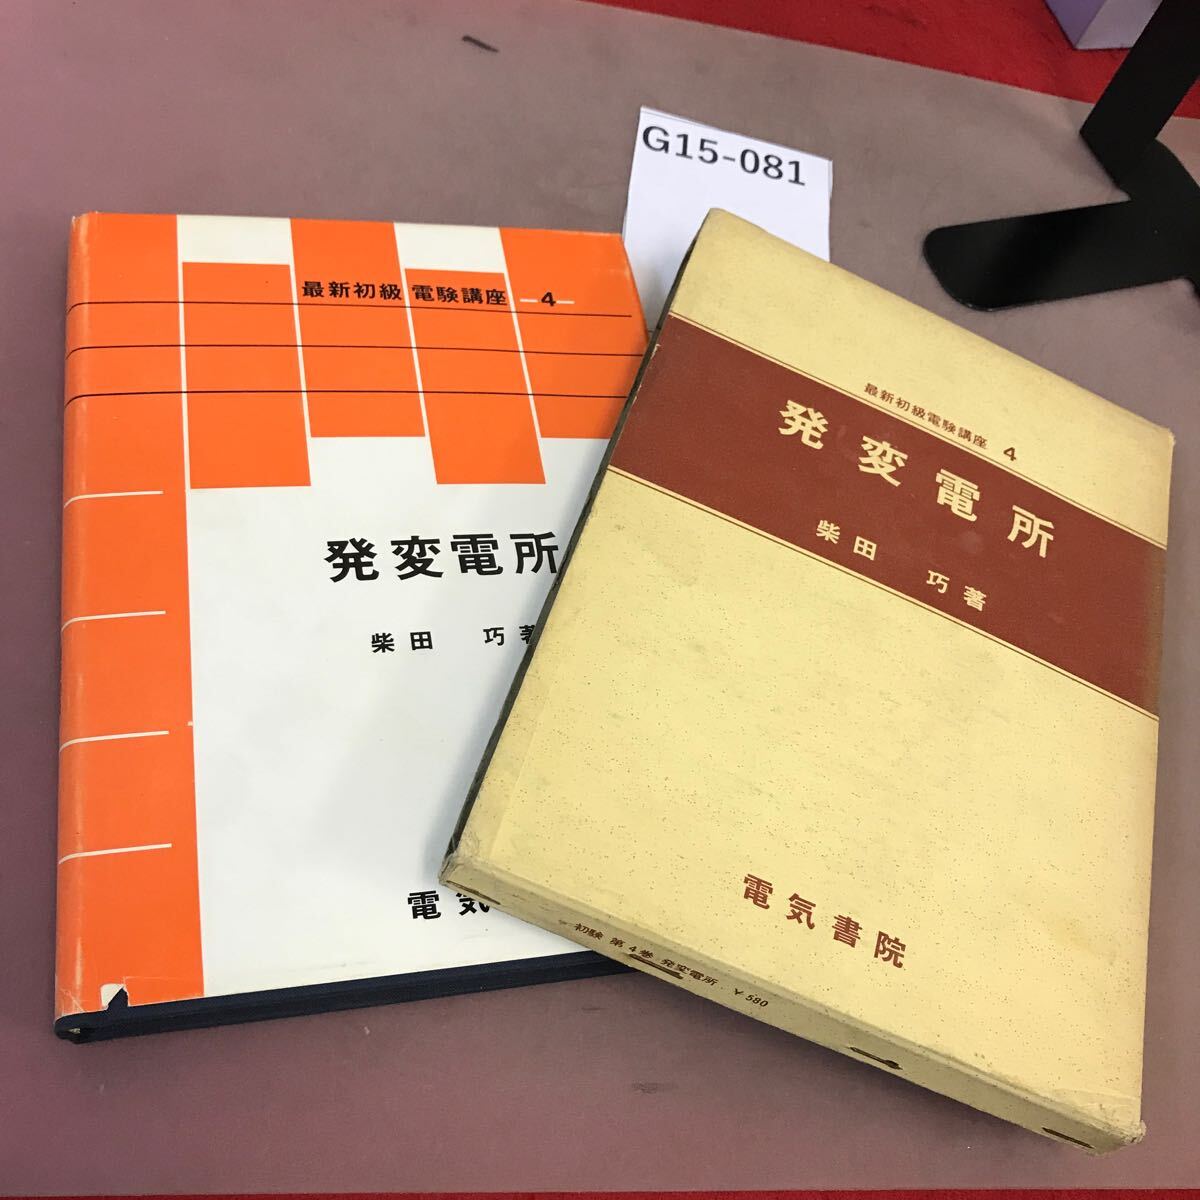 G15-081
最新初級 電験講座 —4—
発変電所
柴田 巧著
電気
最新初級電験講座 4
発変電所
柴田 巧著
電気書院
初験 第4巻 発変電所 ¥580